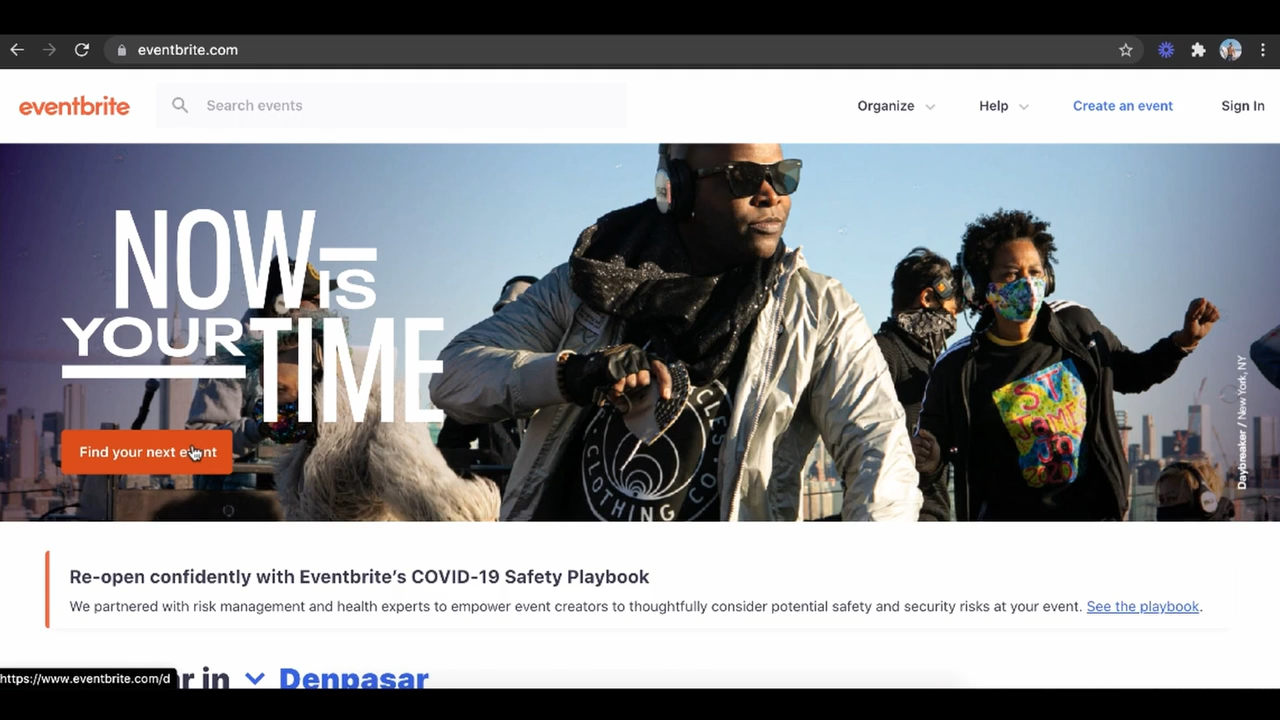 eventbrite.com
eventbrite
Search events
Organize
Help
Create an event
Sign In
NOW IS
YOUR TIME
Find your next event
CLOTHING CO.
Daybreaker / New York, NY
Re-open confidently with Eventbrite's COVID-19 Safety Playbook
We partnered with risk management and health experts to empower event creators to thoughtfully consider potential safety and security risks at your event. See the playbook.
in Denpasar
https://www.eventbrite.com/d